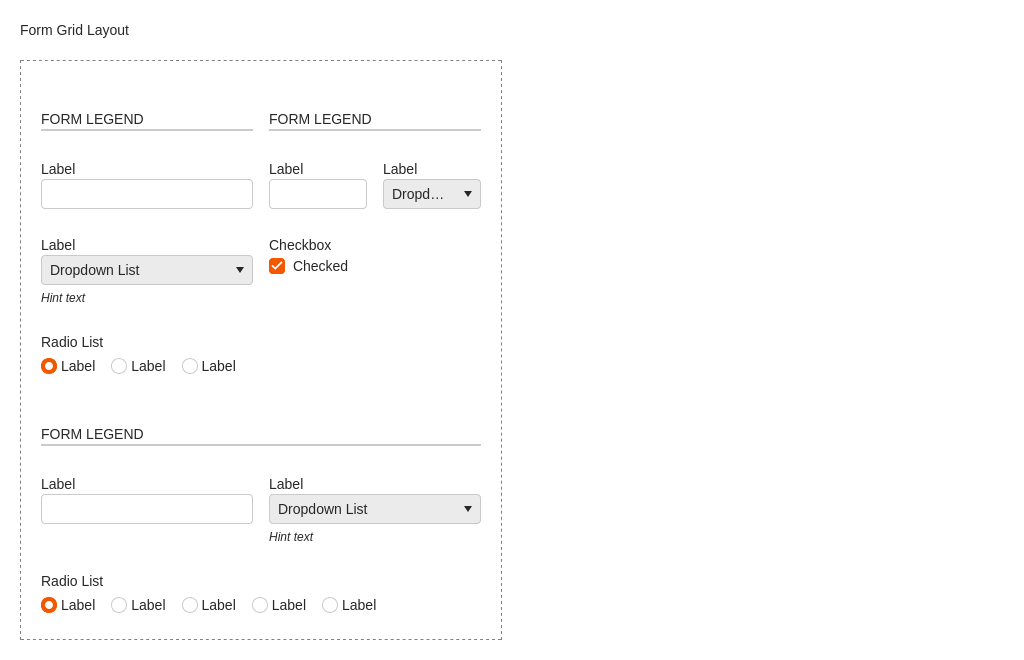 Form Grid Layout
FORM LEGEND
FORM LEGEND
Label
Label
Label
Dropd…
Label
Checkbox
Dropdown List
Checked
Hint text
Radio List
Label Label Label
FORM LEGEND
Label
Label
Dropdown List
Hint text
Radio List
Label Label Label Label Label